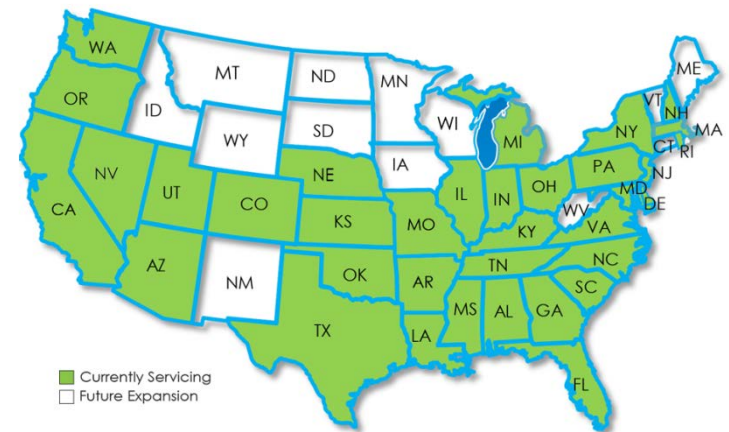 WA
MT
ND
MN
ME
OR
ID
VT
NH
WI
SD
MI
NY
MA
WY
CT
RI
IA
PA
NJ
NV
NE
OH
MD
DE
UT
IL
IN
CO
WV
CA
KS
MO
KY
VA
AZ
NM
OK
TN
NC
AR
SC
TX
MS
AL
GA
LA
Currently Servicing
FL
Future Expansion